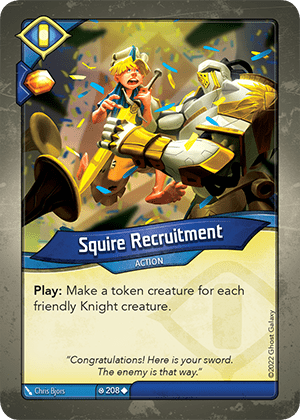 Squire Recruitment
ACTION
Play: Make a token creature for each
friendly Knight creature.
“Congratulations! Here is your sword.
The enemy is that way.”
©2022 Ghost Galaxy
Chris Bjors
208